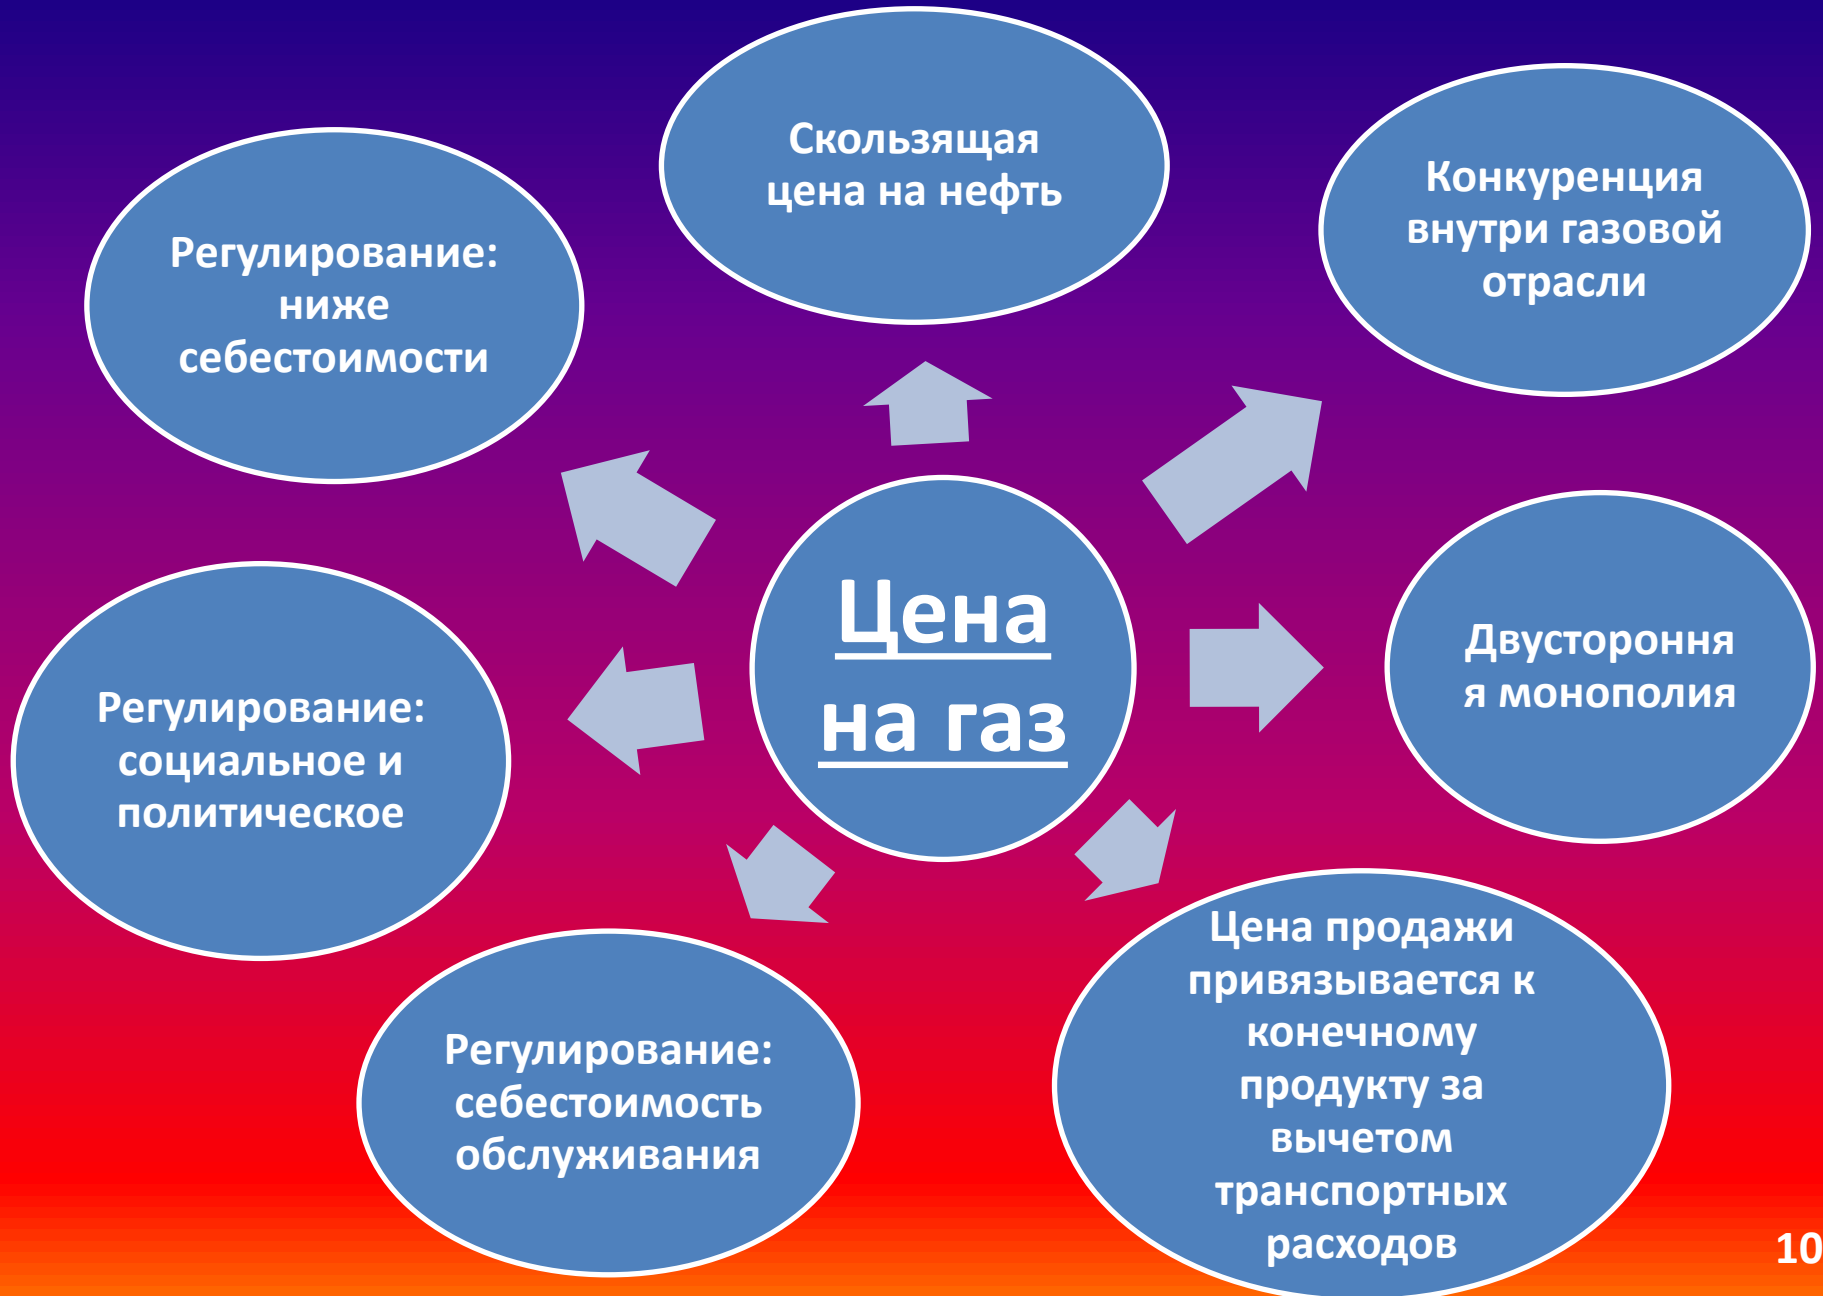 Скользящая
цена на нефть
Конкуренция
внутри газовой
отрасли
Регулирование:
ниже
себестоимости
Цена
на газ
Двустороння
я монополия
Регулирование:
социальное и
политическое
Цена продажи
привязывается к
конечному
продукту за
вычетом
транспортных
расходов
Регулирование:
себестоимость
обслуживания
10